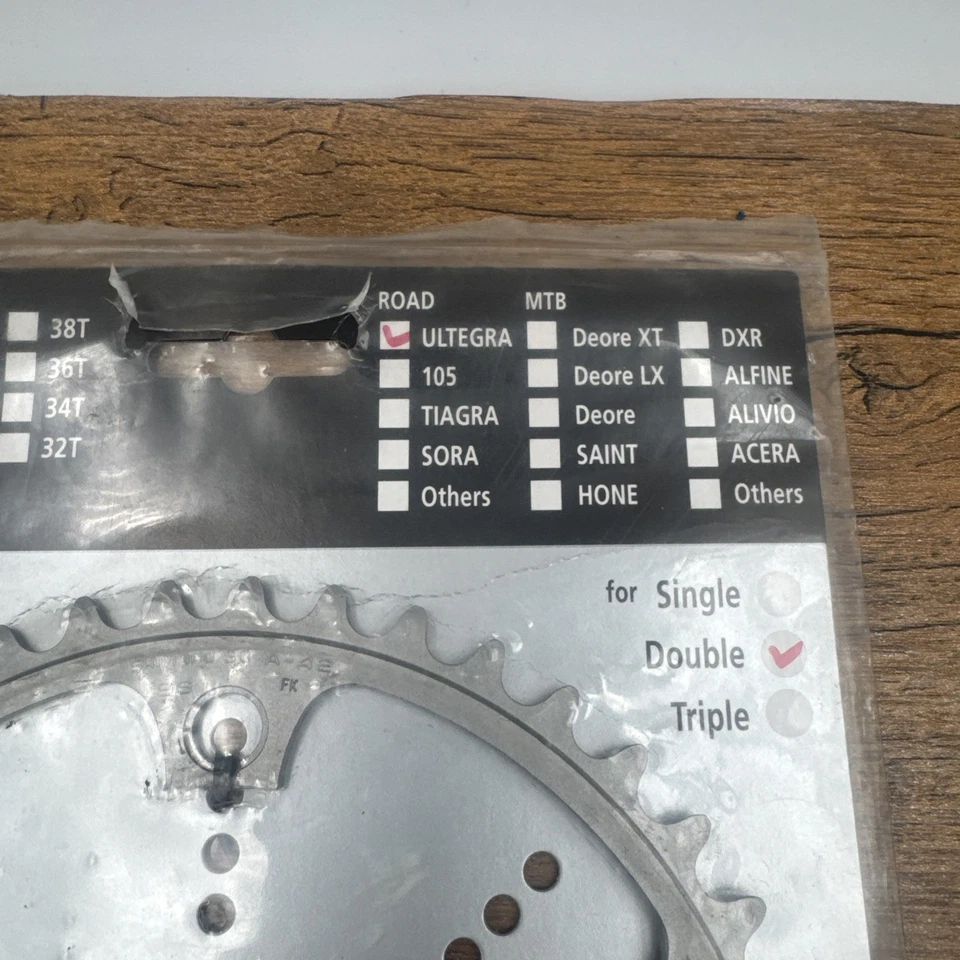 38T
36T
34T
32T
ROAD
ULTEGRA
105
TIAGRA
SORA
Others
MTB
Deore XT
Deore LX
Deore
SAINT
HONE
DXR
ALFINE
ALIVIO
ACERA
Others
for Single
Double
Triple
A-42
FK